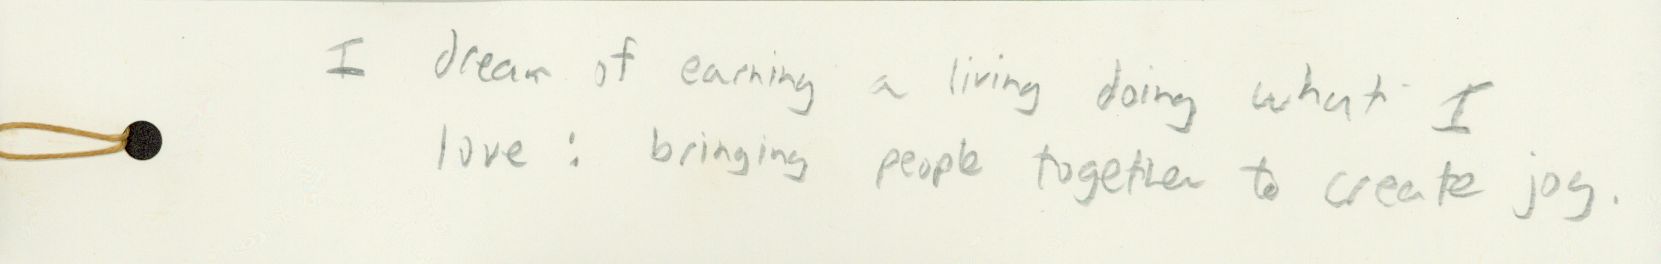 I dream of earning a living doing what I
love: bringing people together to create joy.